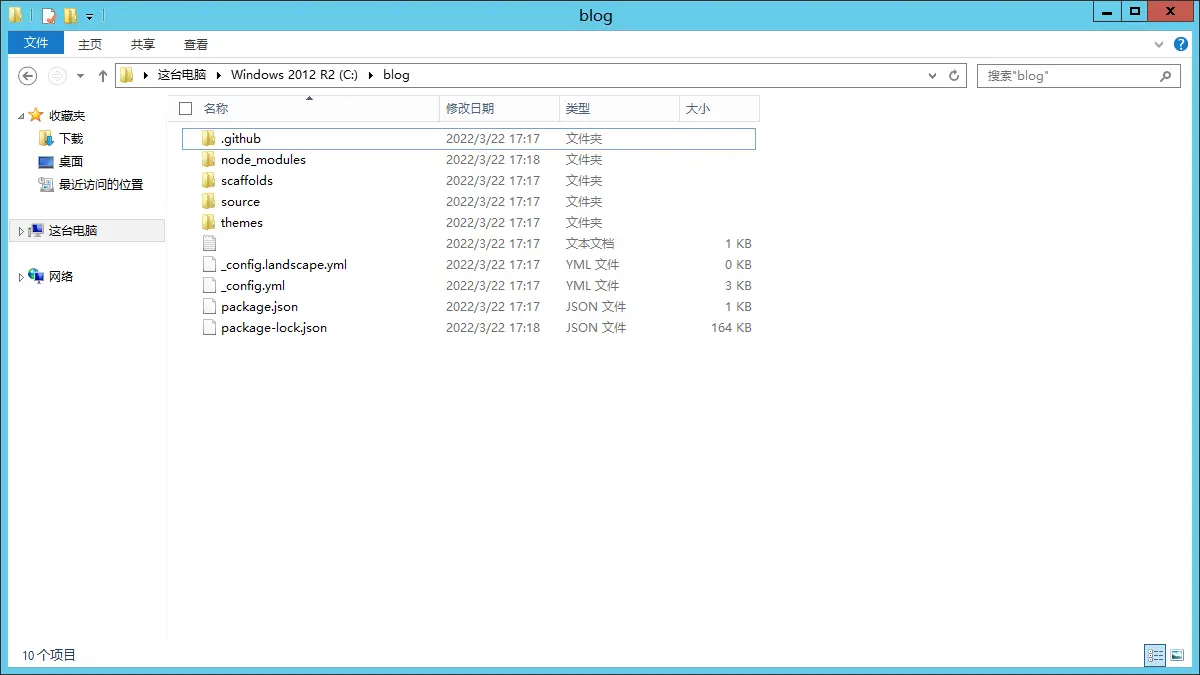 blog
文件 主页 共享 查看
这台电脑 Windows 2012 R2 (C:) blog 搜索"blog"
名称 修改日期 类型 大小
收藏夹
下载
桌面
最近访问的位置
这台电脑
网络
.github 2022/3/22 17:17 文件夹
node_modules 2022/3/22 17:18 文件夹
scaffolds 2022/3/22 17:17 文件夹
source 2022/3/22 17:17 文件夹
themes 2022/3/22 17:17 文件夹
2022/3/22 17:17 文本文档 1 KB
_config.landscape.yml 2022/3/22 17:17 YML 文件 0 KB
_config.yml 2022/3/22 17:17 YML 文件 3 KB
package.json 2022/3/22 17:17 JSON 文件 1 KB
package-lock.json 2022/3/22 17:18 JSON 文件 164 KB
10 个项目